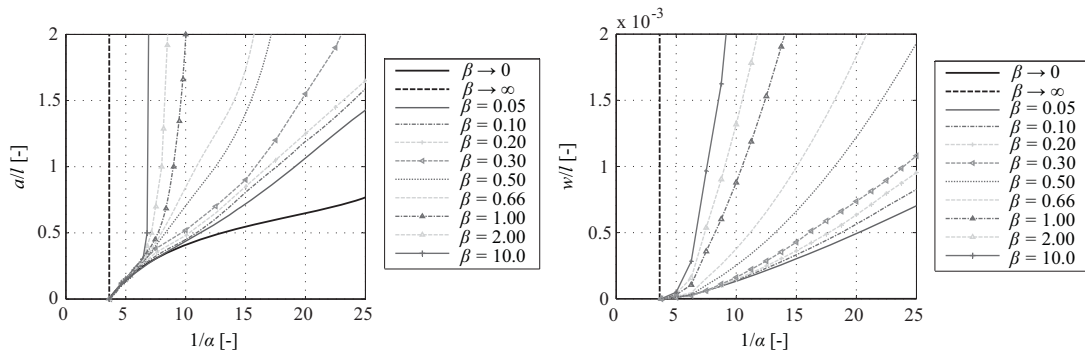 2
1.5
1
0.5
0
0
5
10
15
20
25
a/l [-]
1/α [-]
β → 0
β → ∞
β = 0.05
β = 0.10
β = 0.20
β = 0.30
β = 0.50
β = 0.66
β = 1.00
β = 2.00
β = 10.0
2 x 10⁻³
1.5
1
0.5
0
0
5
10
15
20
25
w/l [-]
1/α [-]
β → 0
β → ∞
β = 0.05
β = 0.10
β = 0.20
β = 0.30
β = 0.50
β = 0.66
β = 1.00
β = 2.00
β = 10.0